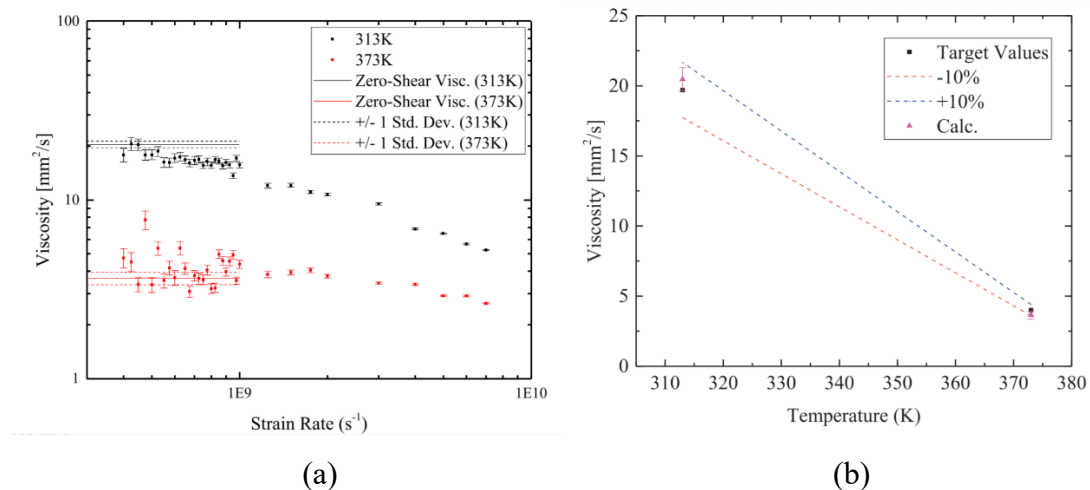 100
10
1
1E9
1E10
Viscosity [mm²/s]
Strain Rate (s⁻¹)
313K
373K
Zero-Shear Visc. (313K)
Zero-Shear Visc. (373K)
+/- 1 Std. Dev. (313K)
+/- 1 Std. Dev. (373K)
(a)
25
20
15
10
5
0
310
320
330
340
350
360
370
380
Viscosity [mm²/s]
Temperature (K)
Target Values
-10%
+10%
Calc.
(b)